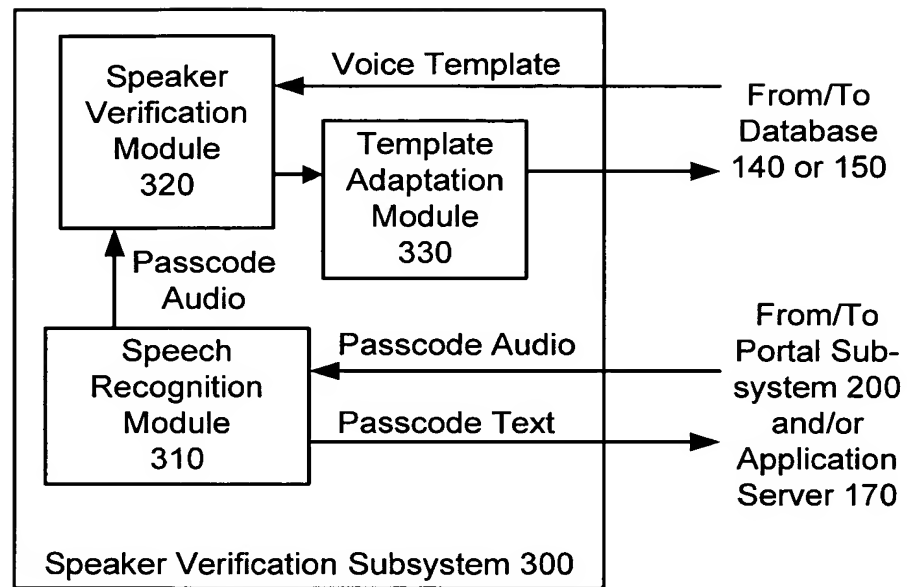 Speaker
Verification
Module
320
Voice Template
From/To
Database
140 or 150
Template
Adaptation
Module
330
Passcode
Audio
Speech
Recognition
Module
310
Passcode Audio
Passcode Text
From/To
Portal Sub-
system 200
and/or
Application
Server 170
Speaker Verification Subsystem 300